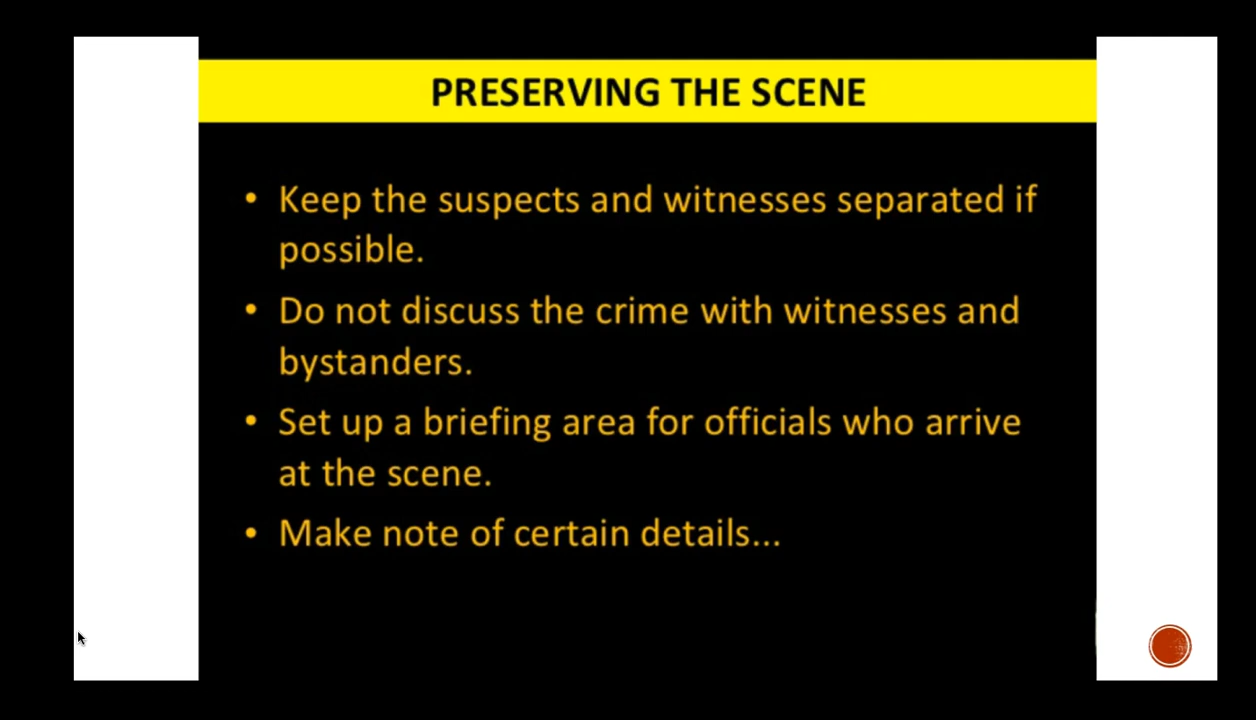 PRESERVING THE SCENE
• Keep the suspects and witnesses separated if
possible.
• Do not discuss the crime with witnesses and
bystanders.
• Set up a briefing area for officials who arrive
at the scene.
• Make note of certain details...